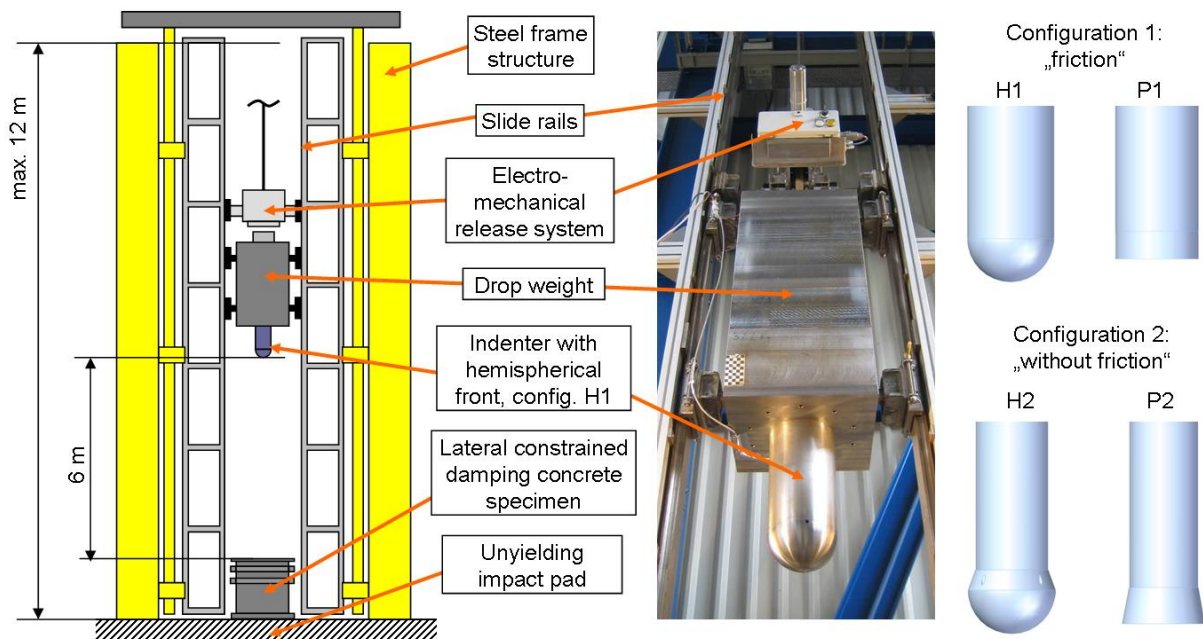 max. 12 m
6 m
Steel frame
structure
Slide rails
Electro-
mechanical
release system
Drop weight
Indenter with
hemispherical
front, config. H1
Lateral constrained
damping concrete
specimen
Unyielding
impact pad
Configuration 1:
„friction“
H1 P1
Configuration 2:
„without friction“
H2 P2